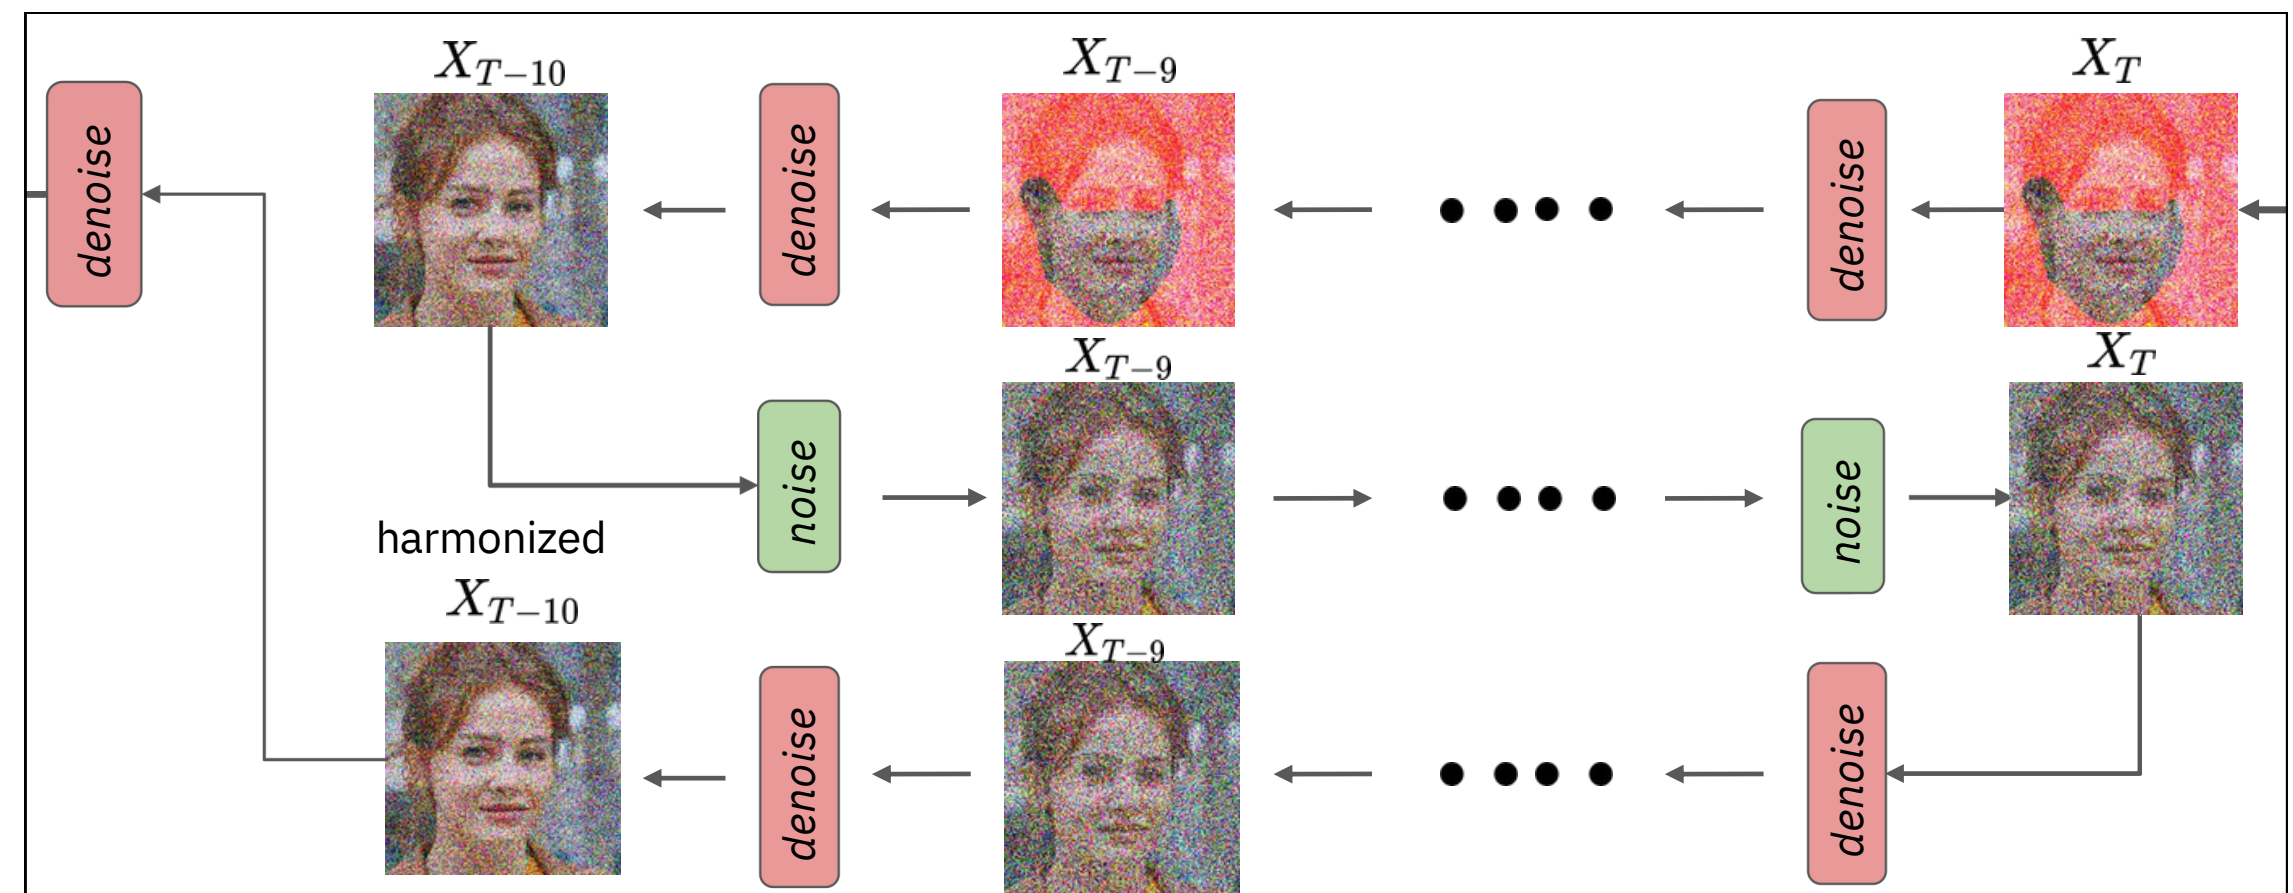 X_{T-10}
X_{T-9}
X_T
denoise
denoise
denoise
X_{T-9}
X_T
noise
noise
harmonized
X_{T-10}
X_{T-9}
denoise
denoise